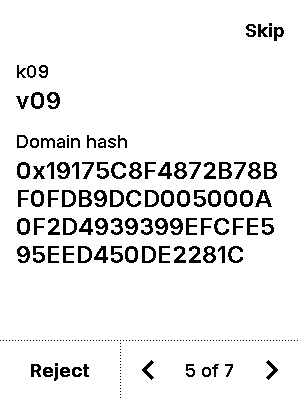 Skip
k09
v09
Domain hash
0x19175C8F4872B78B
F0FDB9DCD005000A
0F2D4939399EFCFE5
95EED450DE2281C
Reject
5 of 7